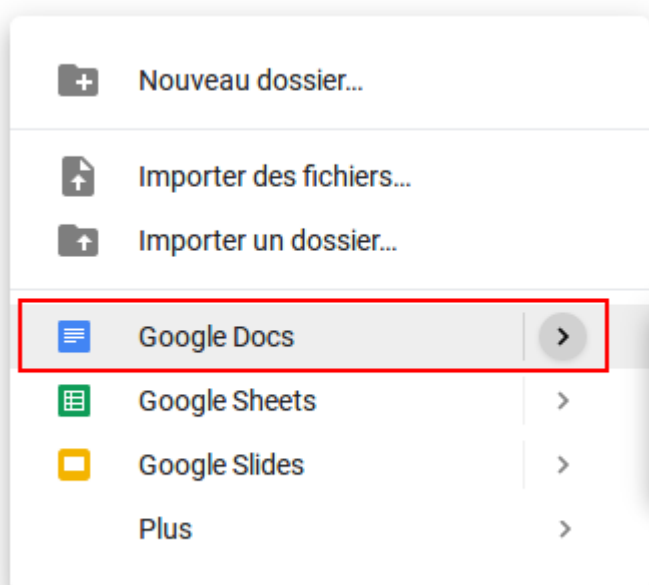 Nouveau dossier...
Importer des fichiers...
Importer un dossier...
Google Docs
Google Sheets
Google Slides
Plus